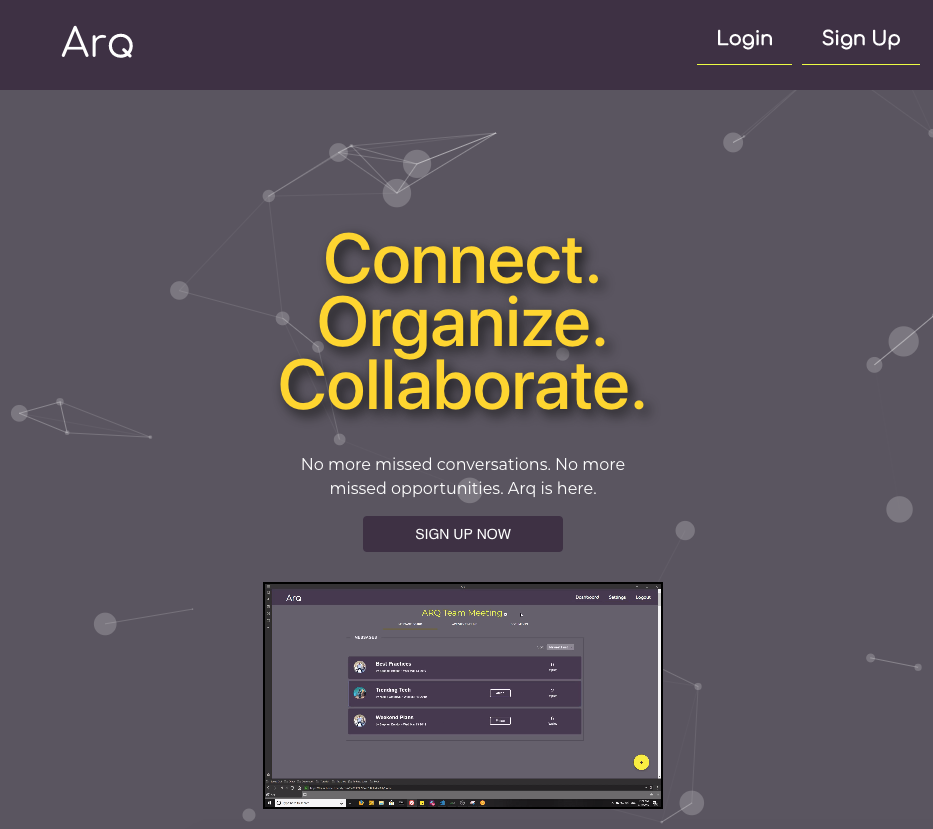 Arq
Login
Sign Up
Connect.
Organize.
Collaborate.
No more missed conversations. No more
missed opportunities. Arq is here.
SIGN UP NOW
Arq
Dashboard
Settings
Logout
ARQ Team Meeting
MESSAGES
Best Practices
Trending Tech
Weekend Plans
+